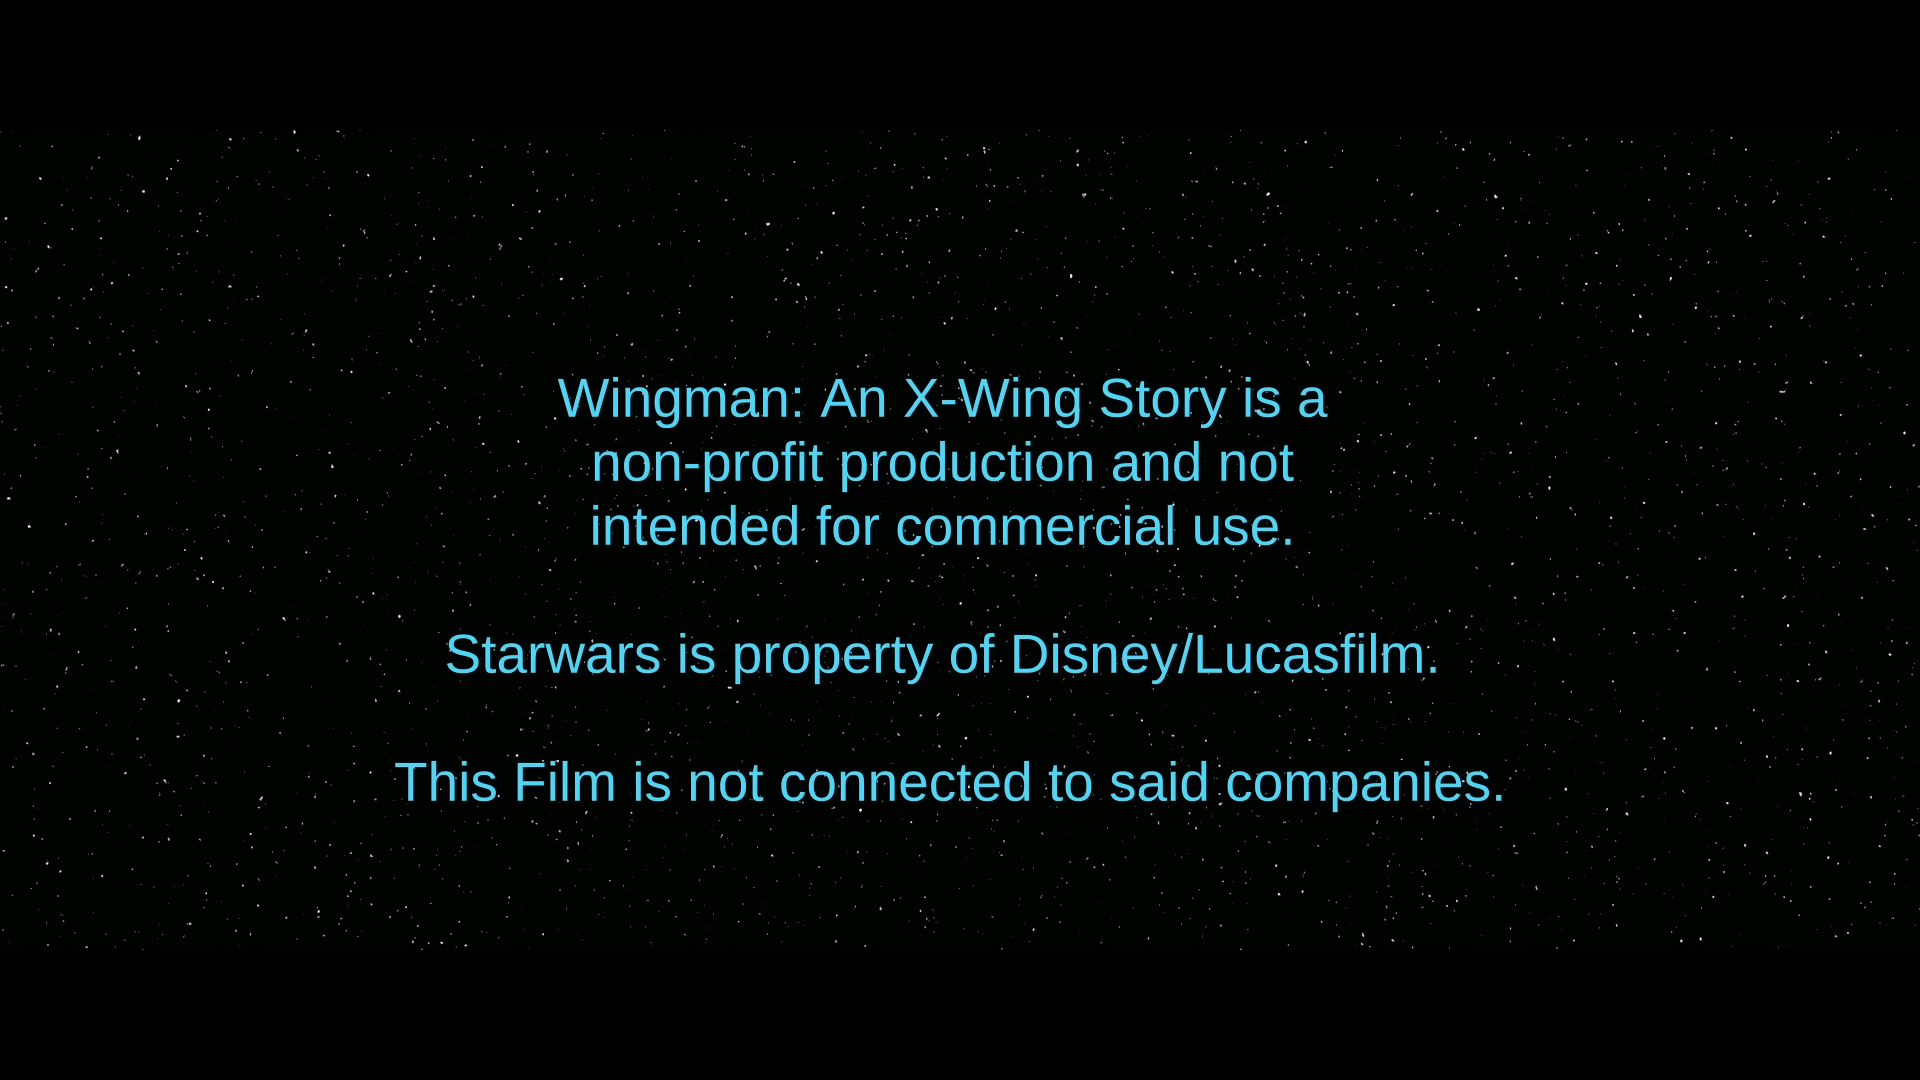 Wingman: An X-Wing Story is a
non-profit production and not
intended for commercial use.
Starwars is property of Disney/Lucasfilm.
This Film is not connected to said companies.